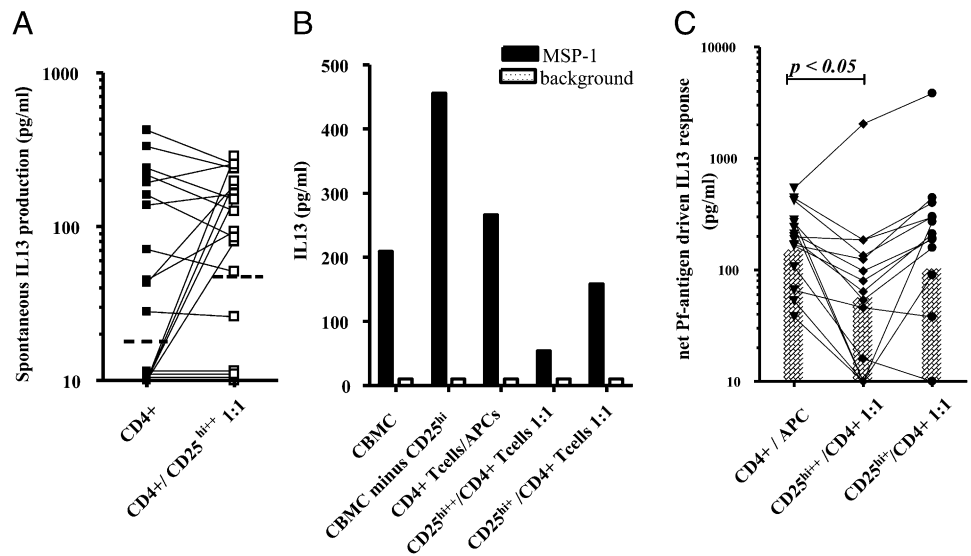 A
Spontaneous IL13 production (pg/ml)
1000
100
10
CD4+
CD4+/ CD25 hi++ 1:1
B
MSP-1
background
IL13 (pg/ml)
500
400
300
200
100
0
CBMC
CBMC minus CD25hi
CD4+ Tcells/APCs
CD25hi++/CD4+ Tcells 1:1
CD25hi+ /CD4+ Tcells 1:1
C
p < 0.05
net Pf-antigen driven IL13 response
(pg/ml)
10000
1000
100
10
CD4+ / APC
CD25hi++/CD4+ 1:1
CD25hi+/CD4+ 1:1